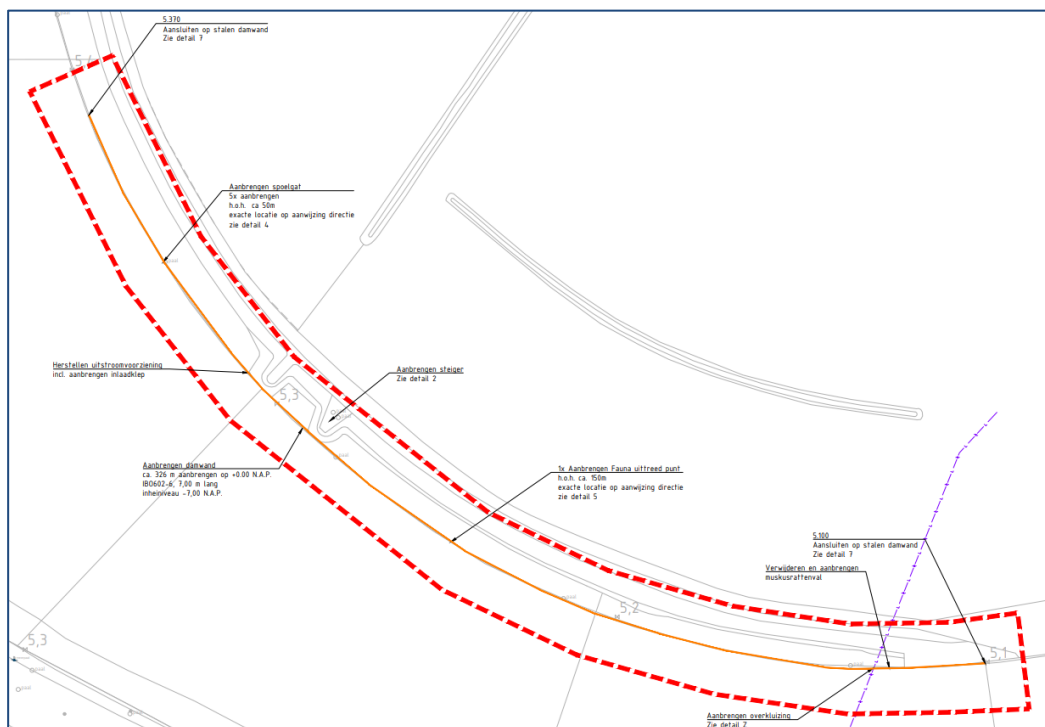 5.370
Aansluiten op stalen damwand
Zie detail 7
Aanbrengen spoelgat
5x aanbrengen
h.o.h. ca 50m
exacte locatie op aanwijzing directie
zie detail 4
Herstellen uitstroomvoorziening
incl. aanbrengen inlaadklep
Aanbrengen steiger
Zie detail 2
5,3
Aanbrengen damwand
ca. 326 m aanbrengen op +0.00 N.A.P.
IBO602-6, 7,00 m lang
inheiniveau -7,00 N.A.P.
1x Aanbrengen Fauna uittreed punt
h.o.h. ca. 150m
exacte locatie op aanwijzing directie
zie detail 5
5.100
Aansluiten op stalen damwand
Zie detail 7
Verwijderen en aanbrengen
muskusrattenval
5,2
5,3
5,1
Aanbrengen overkluizing
Zie detail Z